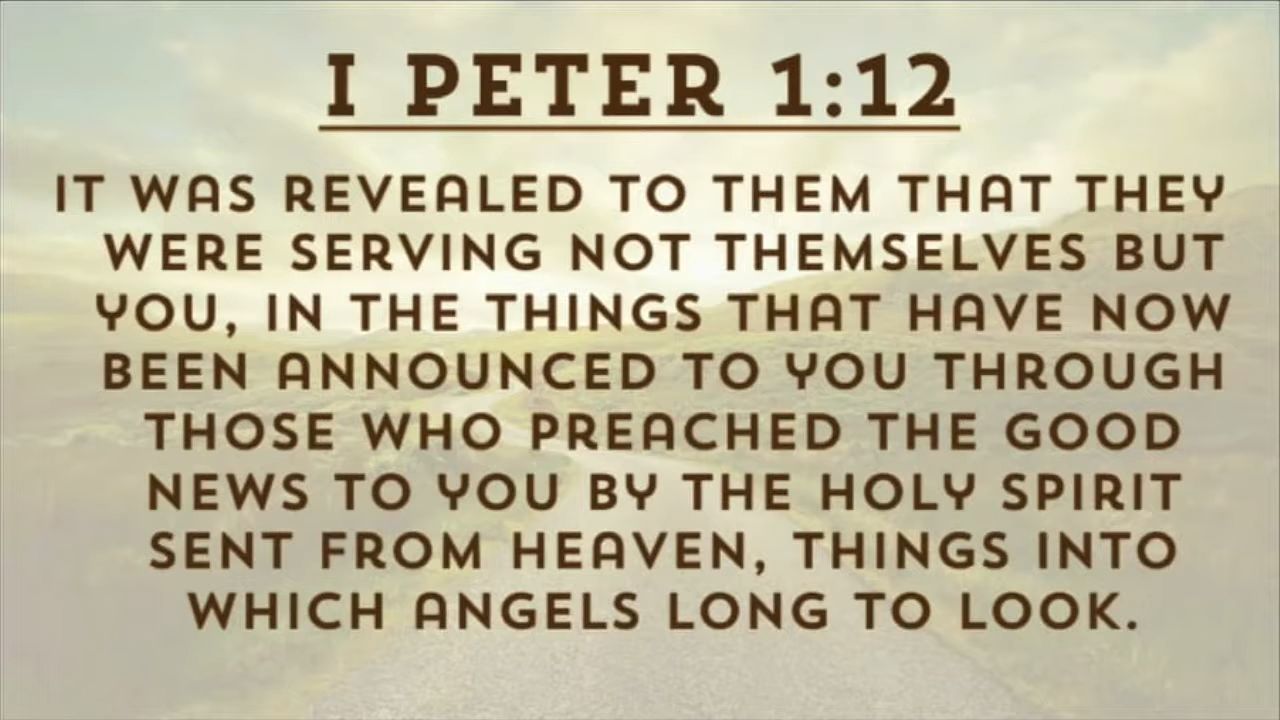 I PETER 1:12
IT WAS REVEALED TO THEM THAT THEY
WERE SERVING NOT THEMSELVES BUT
YOU, IN THE THINGS THAT HAVE NOW
BEEN ANNOUNCED TO YOU THROUGH
THOSE WHO PREACHED THE GOOD
NEWS TO YOU BY THE HOLY SPIRIT
SENT FROM HEAVEN, THINGS INTO
WHICH ANGELS LONG TO LOOK.